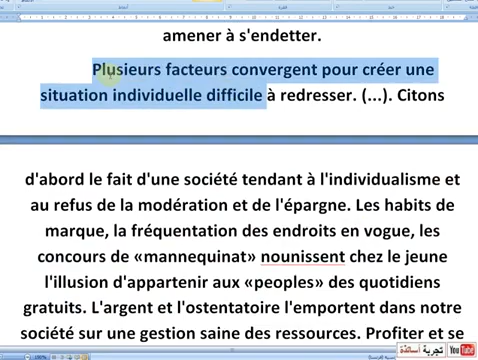 amener à s'endetter.
Plusieurs facteurs convergent pour créer une
situation individuelle difficile à redresser. (...). Citons
d'abord le fait d'une société tendant à l'individualisme et
au refus de la modération et de l'épargne. Les habits de
marque, la fréquentation des endroits en vogue, les
concours de «mannequinat» nounissent chez le jeune
l'illusion d'appartenir aux «peoples» des quotidiens
gratuits. L'argent et l'ostentatoire l'emportent dans notre
société sur une gestion saine des ressources. Profiter et se
تجربة أساتذة YouTube